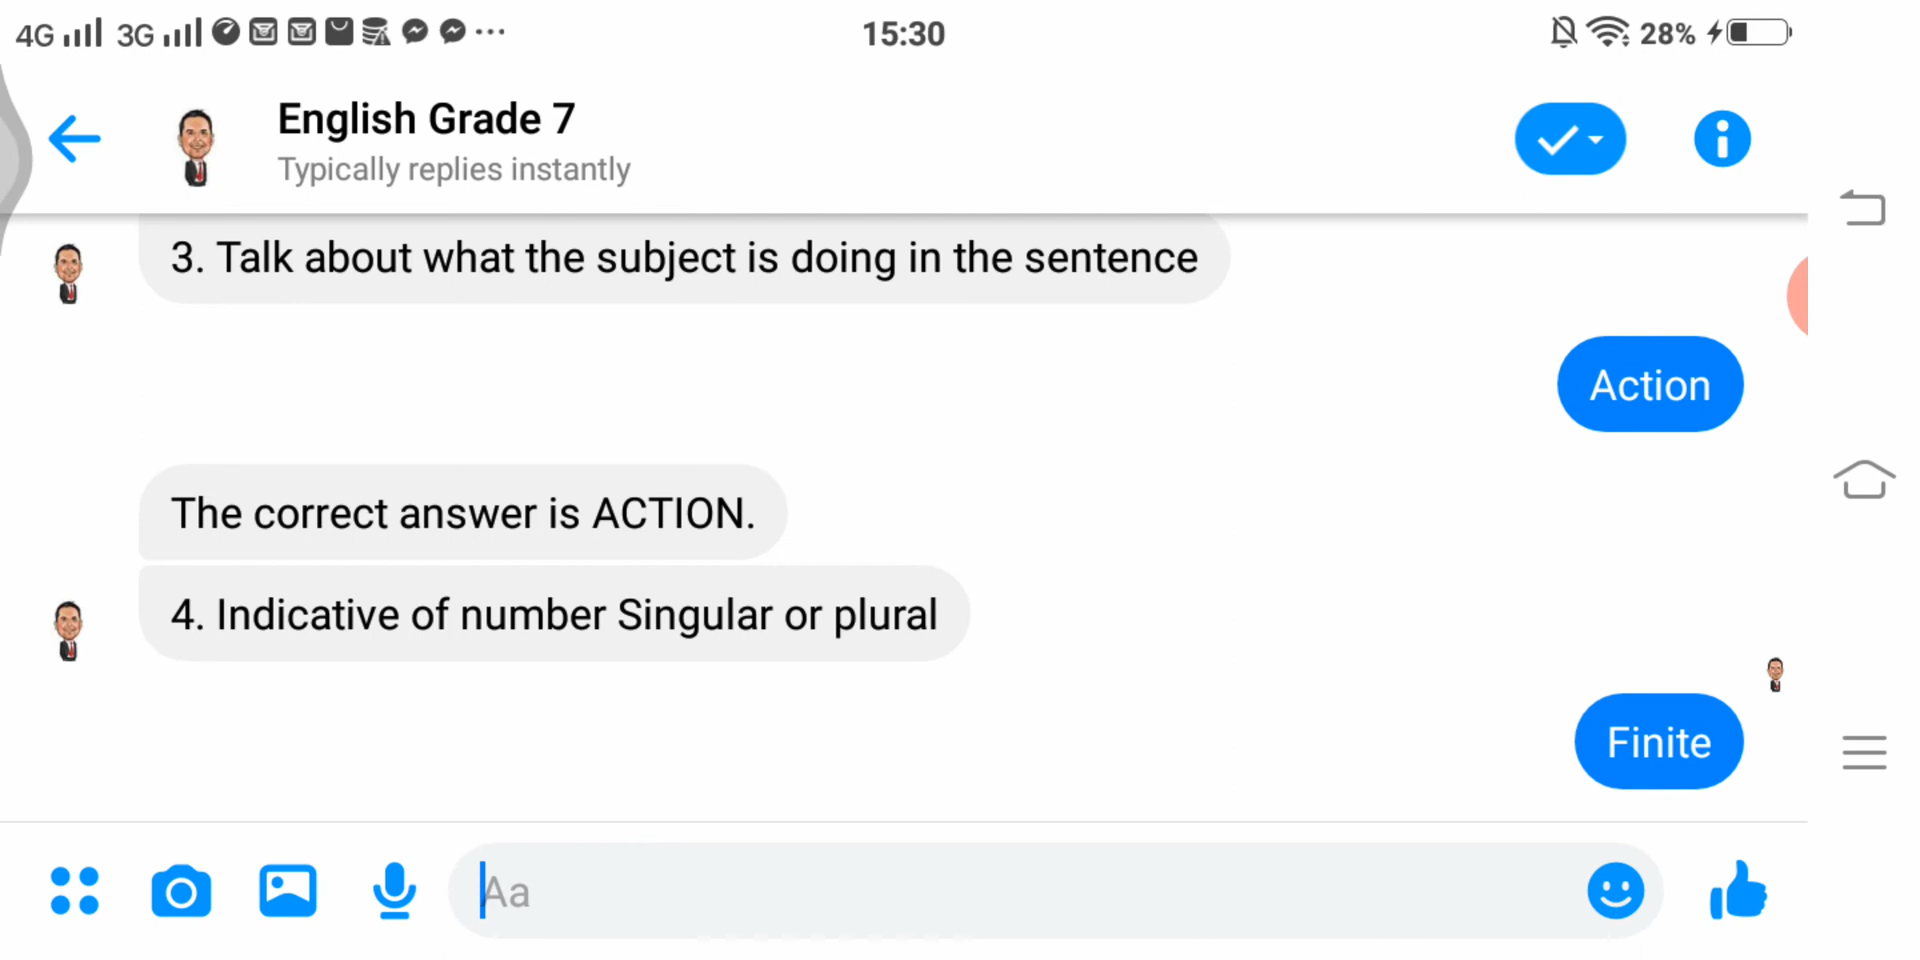 4G 3G 15:30 28%
English Grade 7
Typically replies instantly
3. Talk about what the subject is doing in the sentence
Action
The correct answer is ACTION.
4. Indicative of number Singular or plural
Finite
Aa